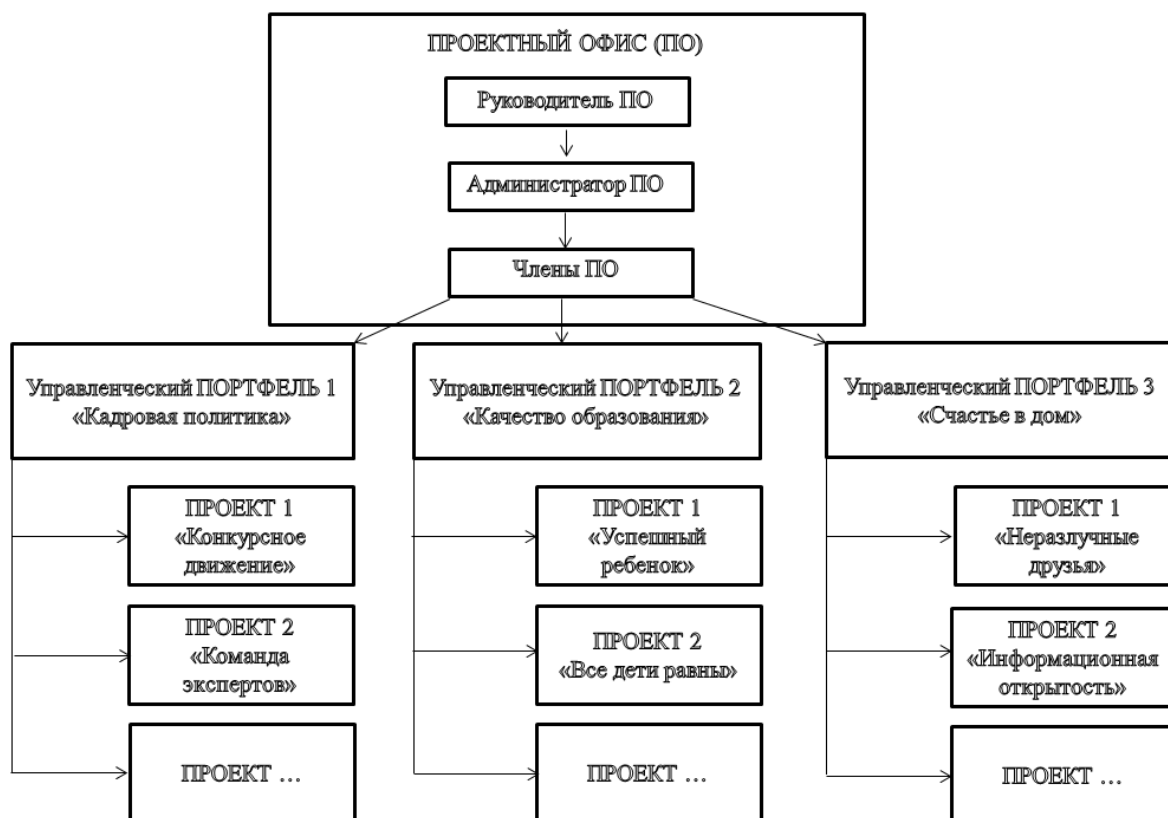 ПРОЕКТНЫЙ ОФИС (ПО)
Руководитель ПО
Администратор ПО
Члены ПО
Управленческий ПОРТФЕЛЬ 1
«Кадровая политика»
Управленческий ПОРТФЕЛЬ 2
«Качество образования»
Управленческий ПОРТФЕЛЬ 3
«Счастье в дом»
ПРОЕКТ 1
«Конкурсное
движение»
ПРОЕКТ 2
«Команда
экспертов»
ПРОЕКТ …
ПРОЕКТ 1
«Успешный
ребенок»
ПРОЕКТ 2
«Все дети равны»
ПРОЕКТ …
ПРОЕКТ 1
«Неразлучные
друзья»
ПРОЕКТ 2
«Информационная
открытость»
ПРОЕКТ …